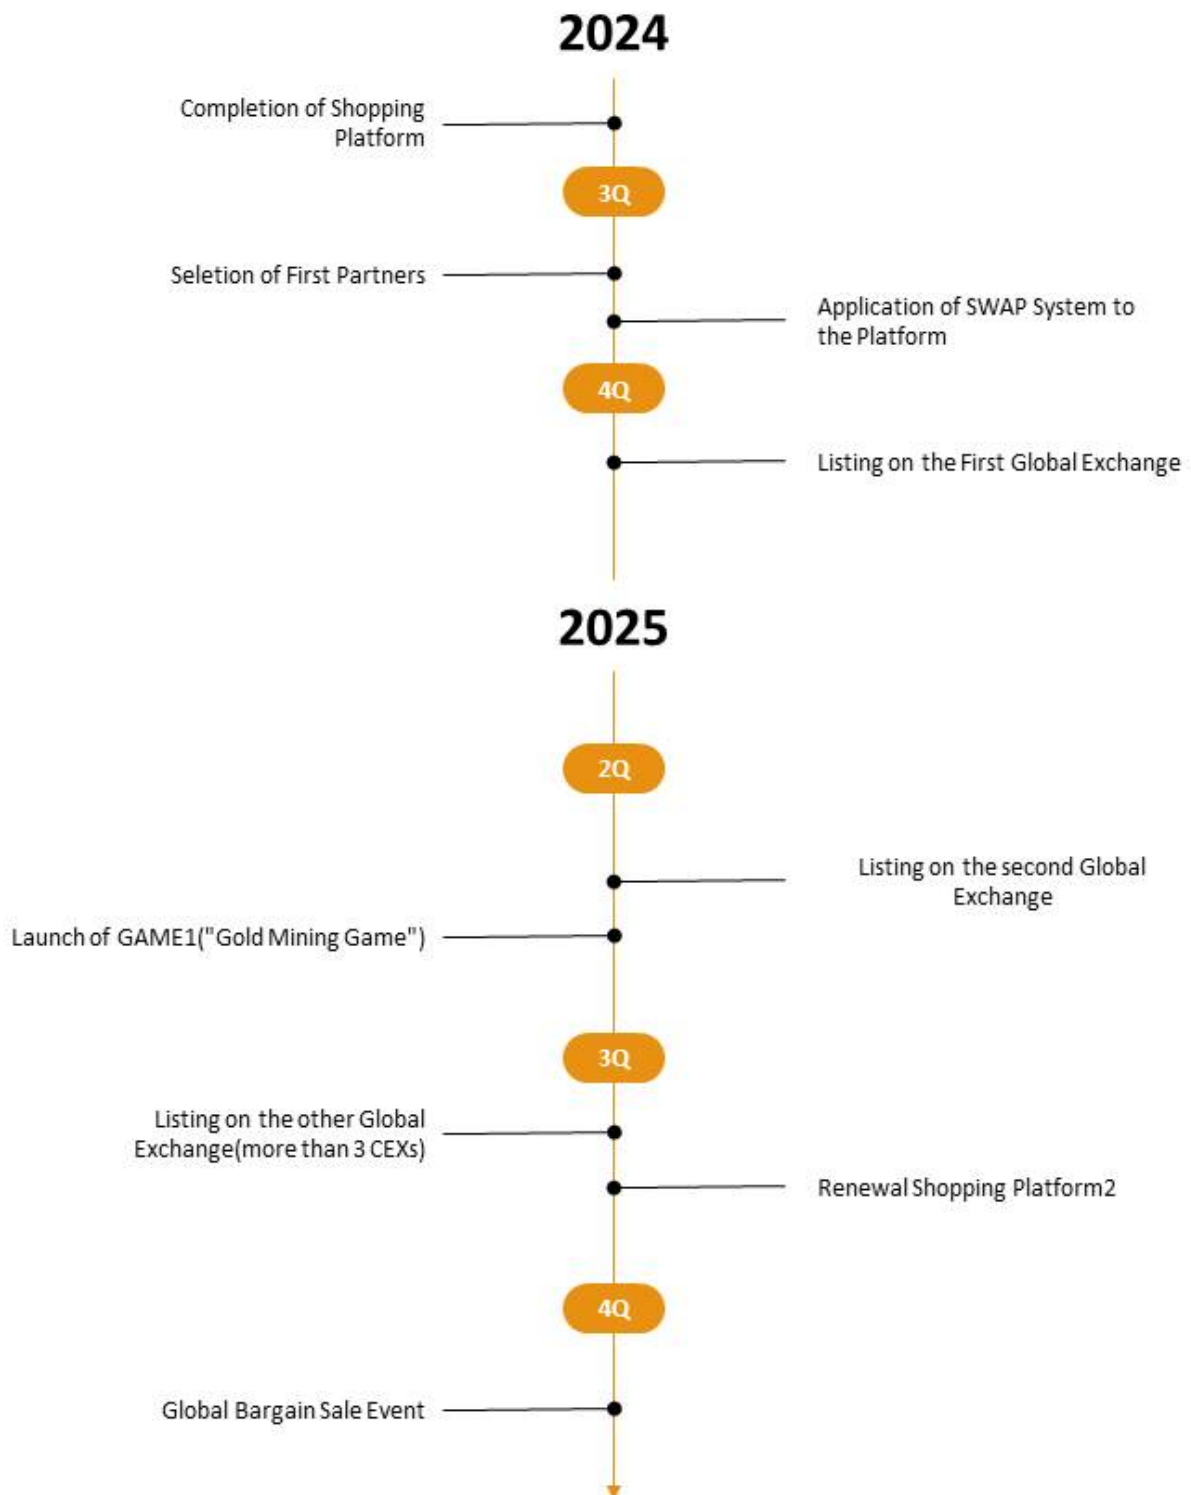 2024
Completion of Shopping
Platform
3Q
Seletion of First Partners
Application of SWAP System to
the Platform
4Q
Listing on the First Global Exchange
2025
2Q
Listing on the second Global
Exchange
Launch of GAME1("Gold Mining Game")
3Q
Listing on the other Global
Exchange(more than 3 CEXs)
Renewal Shopping Platform2
4Q
Global Bargain Sale Event